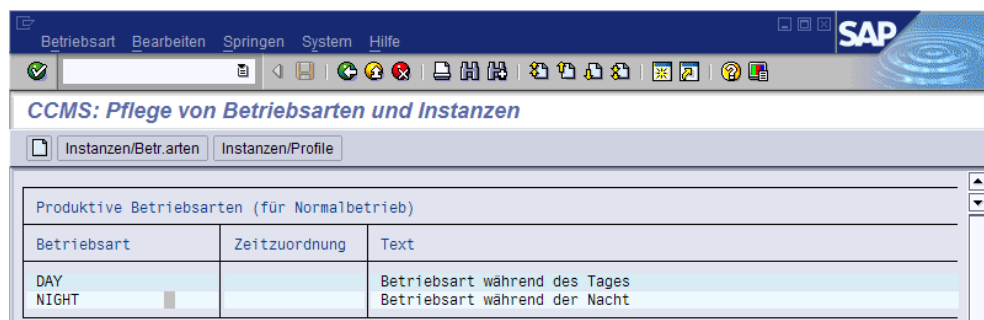 Betriebsart Bearbeiten Springen System Hilfe
SAP
CCMS: Pflege von Betriebsarten und Instanzen
Instanzen/Betr.arten Instanzen/Profile
Produktive Betriebsarten (für Normalbetrieb)
Betriebsart Zeitzuordnung Text
DAY Betriebsart während des Tages
NIGHT Betriebsart während der Nacht